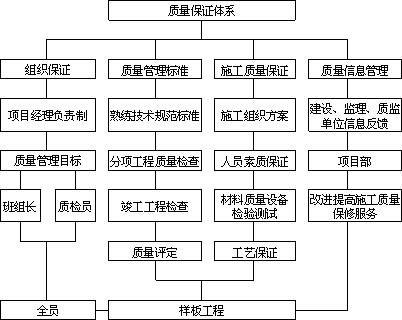 质量保证体系
组织保证
质量管理标准
施工质量保证
质量信息管理
项目经理负责制
熟练技术规范标准
施工组织方案
建设、监理、质监
单位信息反馈
质量管理目标
分项工程质量检查
人员素质保证
项目部
班组长
质检员
竣工工程检查
材料质量设备
检验测试
改进提高施工质量
保修服务
质量评定
工艺保证
全员
样板工程